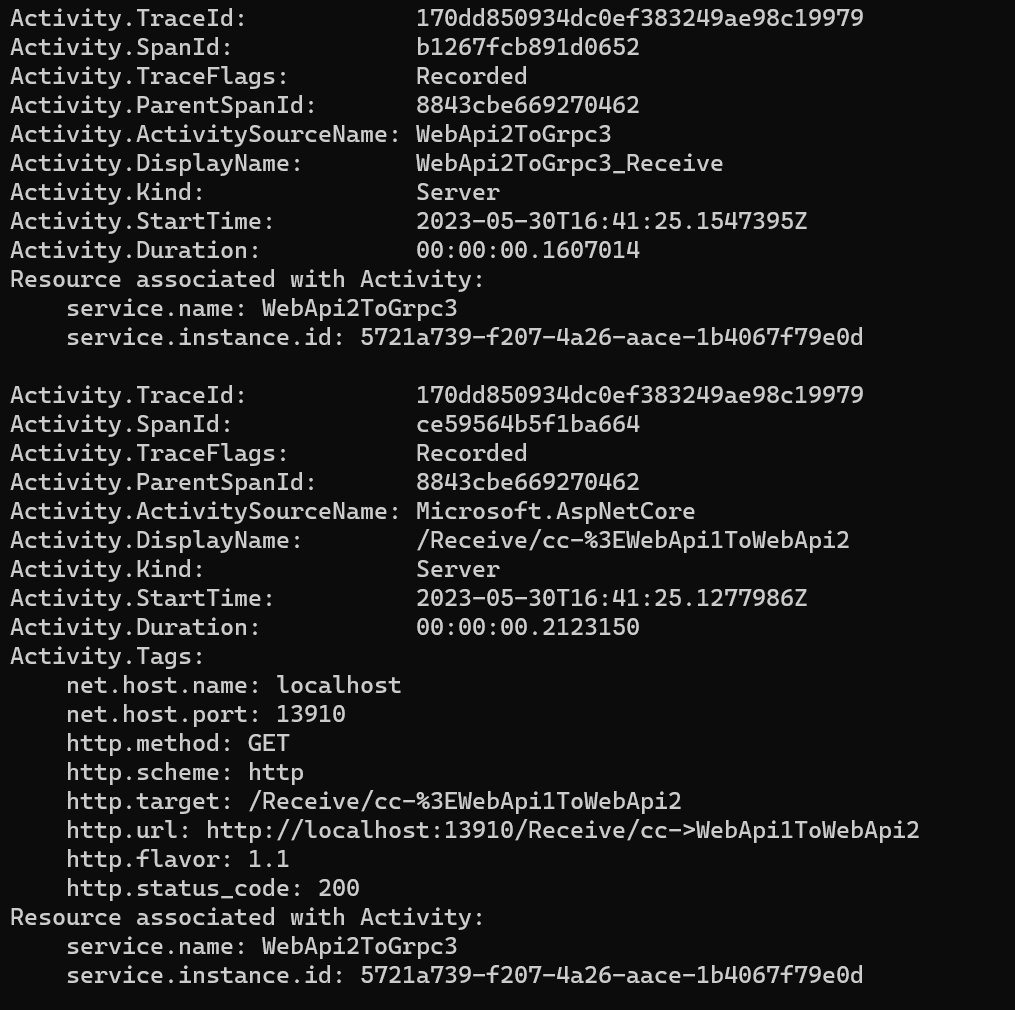 Activity.TraceId:            170dd850934dc0ef383249ae98c19979
Activity.SpanId:             b1267fcb891d0652
Activity.TraceFlags:         Recorded
Activity.ParentSpanId:       8843cbe669270462
Activity.ActivitySourceName: WebApi2ToGrpc3
Activity.DisplayName:        WebApi2ToGrpc3_Receive
Activity.Kind:               Server
Activity.StartTime:          2023-05-30T16:41:25.1547395Z
Activity.Duration:           00:00:00.1607014
Resource associated with Activity:
    service.name: WebApi2ToGrpc3
    service.instance.id: 5721a739-f207-4a26-aace-1b4067f79e0d

Activity.TraceId:            170dd850934dc0ef383249ae98c19979
Activity.SpanId:             ce59564b5f1ba664
Activity.TraceFlags:         Recorded
Activity.ParentSpanId:       8843cbe669270462
Activity.ActivitySourceName: Microsoft.AspNetCore
Activity.DisplayName:        /Receive/cc-%3EWebApi1ToWebApi2
Activity.Kind:               Server
Activity.StartTime:          2023-05-30T16:41:25.1277986Z
Activity.Duration:           00:00:00.2123150
Activity.Tags:
    net.host.name: localhost
    net.host.port: 13910
    http.method: GET
    http.scheme: http
    http.target: /Receive/cc-%3EWebApi1ToWebApi2
    http.url: http://localhost:13910/Receive/cc->WebApi1ToWebApi2
    http.flavor: 1.1
    http.status_code: 200
Resource associated with Activity:
    service.name: WebApi2ToGrpc3
    service.instance.id: 5721a739-f207-4a26-aace-1b4067f79e0d